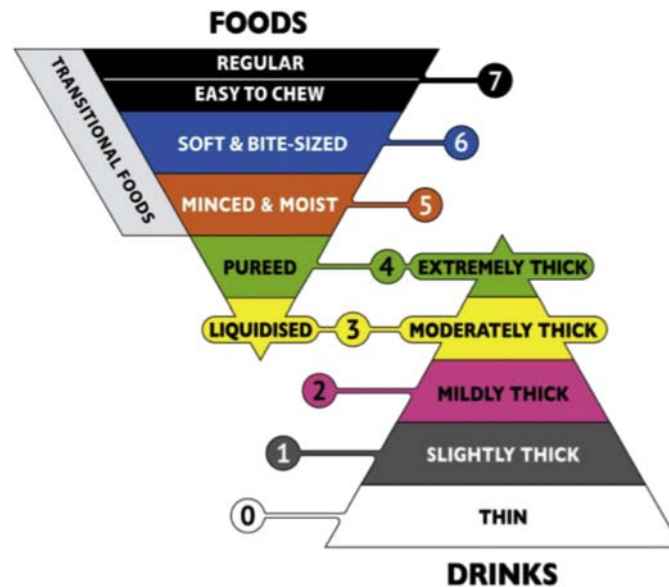 FOODS
TRANSITIONAL FOODS
REGULAR
7
EASY TO CHEW
SOFT & BITE-SIZED
6
MINCED & MOIST
5
PUREED
4
EXTREMELY THICK
LIQUIDISED
3
MODERATELY THICK
2
MILDLY THICK
1
SLIGHTLY THICK
0
THIN
DRINKS